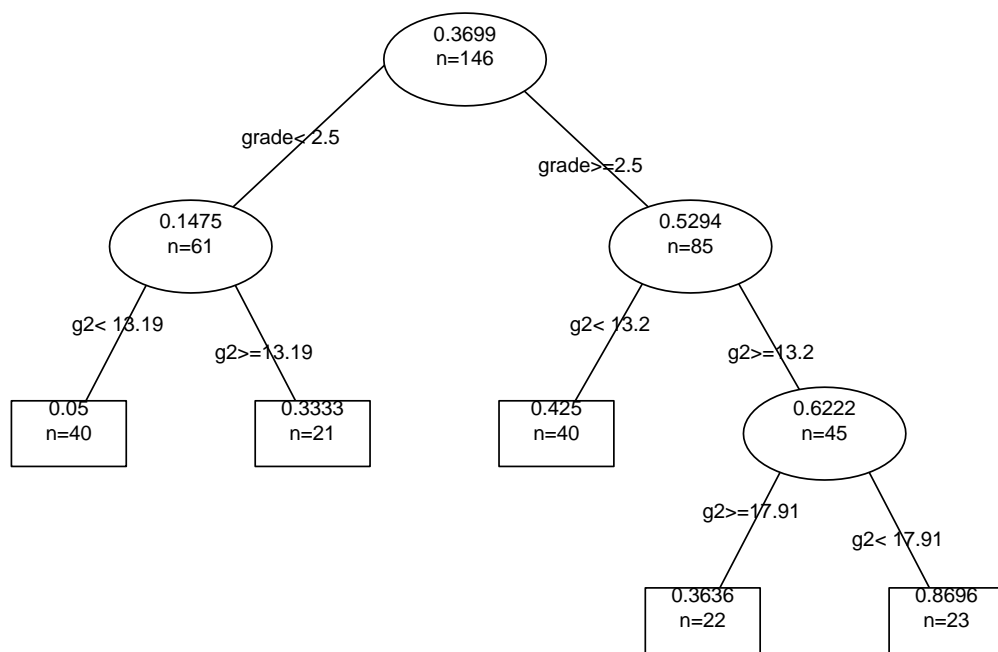 0.3699
n=146
grade< 2.5
grade>=2.5
0.1475
n=61
0.5294
n=85
g2< 13.19
g2>=13.19
g2< 13.2
g2>=13.2
0.05
n=40
0.3333
n=21
0.425
n=40
0.6222
n=45
g2>=17.91
g2< 17.91
0.3636
n=22
0.8696
n=23